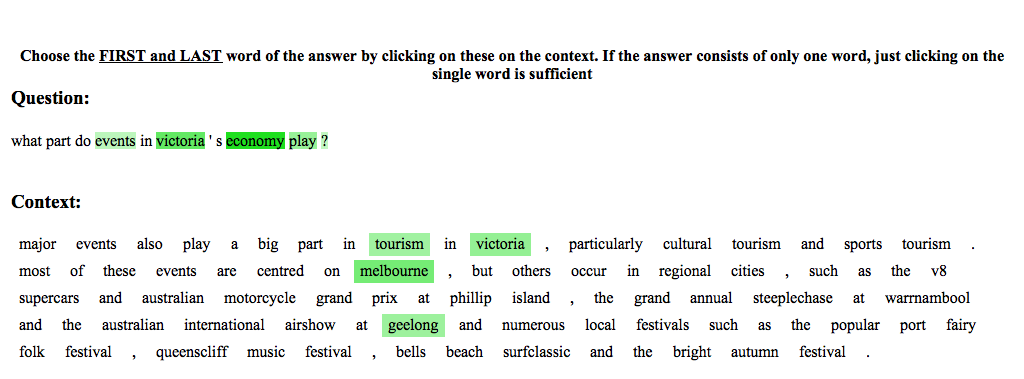 Choose the FIRST and LAST word of the answer by clicking on these on the context. If the answer consists of only one word, just clicking on the
single word is sufficient
Question:
what part do events in victoria ' s economy play ?
Context:
major events also play a big part in tourism in victoria , particularly cultural tourism and sports tourism .
most of these events are centred on melbourne , but others occur in regional cities , such as the v8
supercars and australian motorcycle grand prix at phillip island , the grand annual steeplechase at warrnambool
and the australian international airshow at geelong and numerous local festivals such as the popular port fairy
folk festival , queenscliff music festival , bells beach surfclassic and the bright autumn festival .